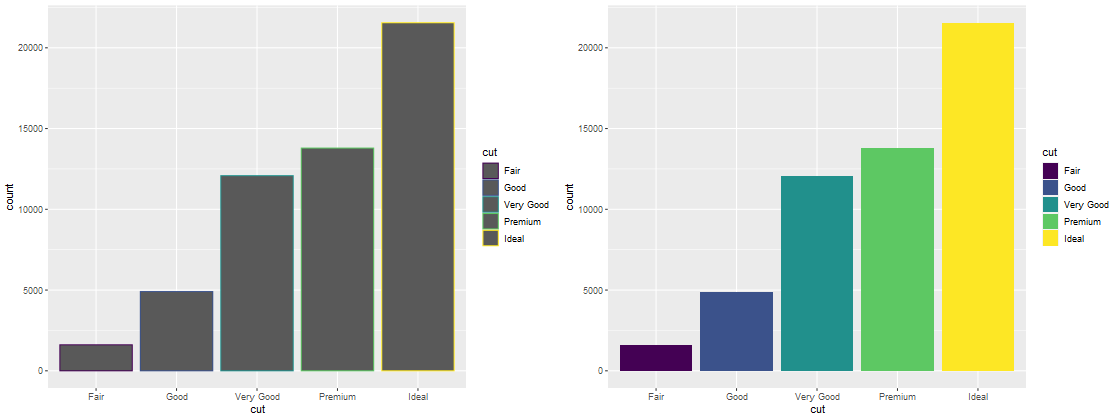 20000
15000
10000
5000
0
count
Fair Good Very Good Premium Ideal
cut
cut
Fair
Good
Very Good
Premium
Ideal
20000
15000
10000
5000
0
count
Fair Good Very Good Premium Ideal
cut
cut
Fair
Good
Very Good
Premium
Ideal